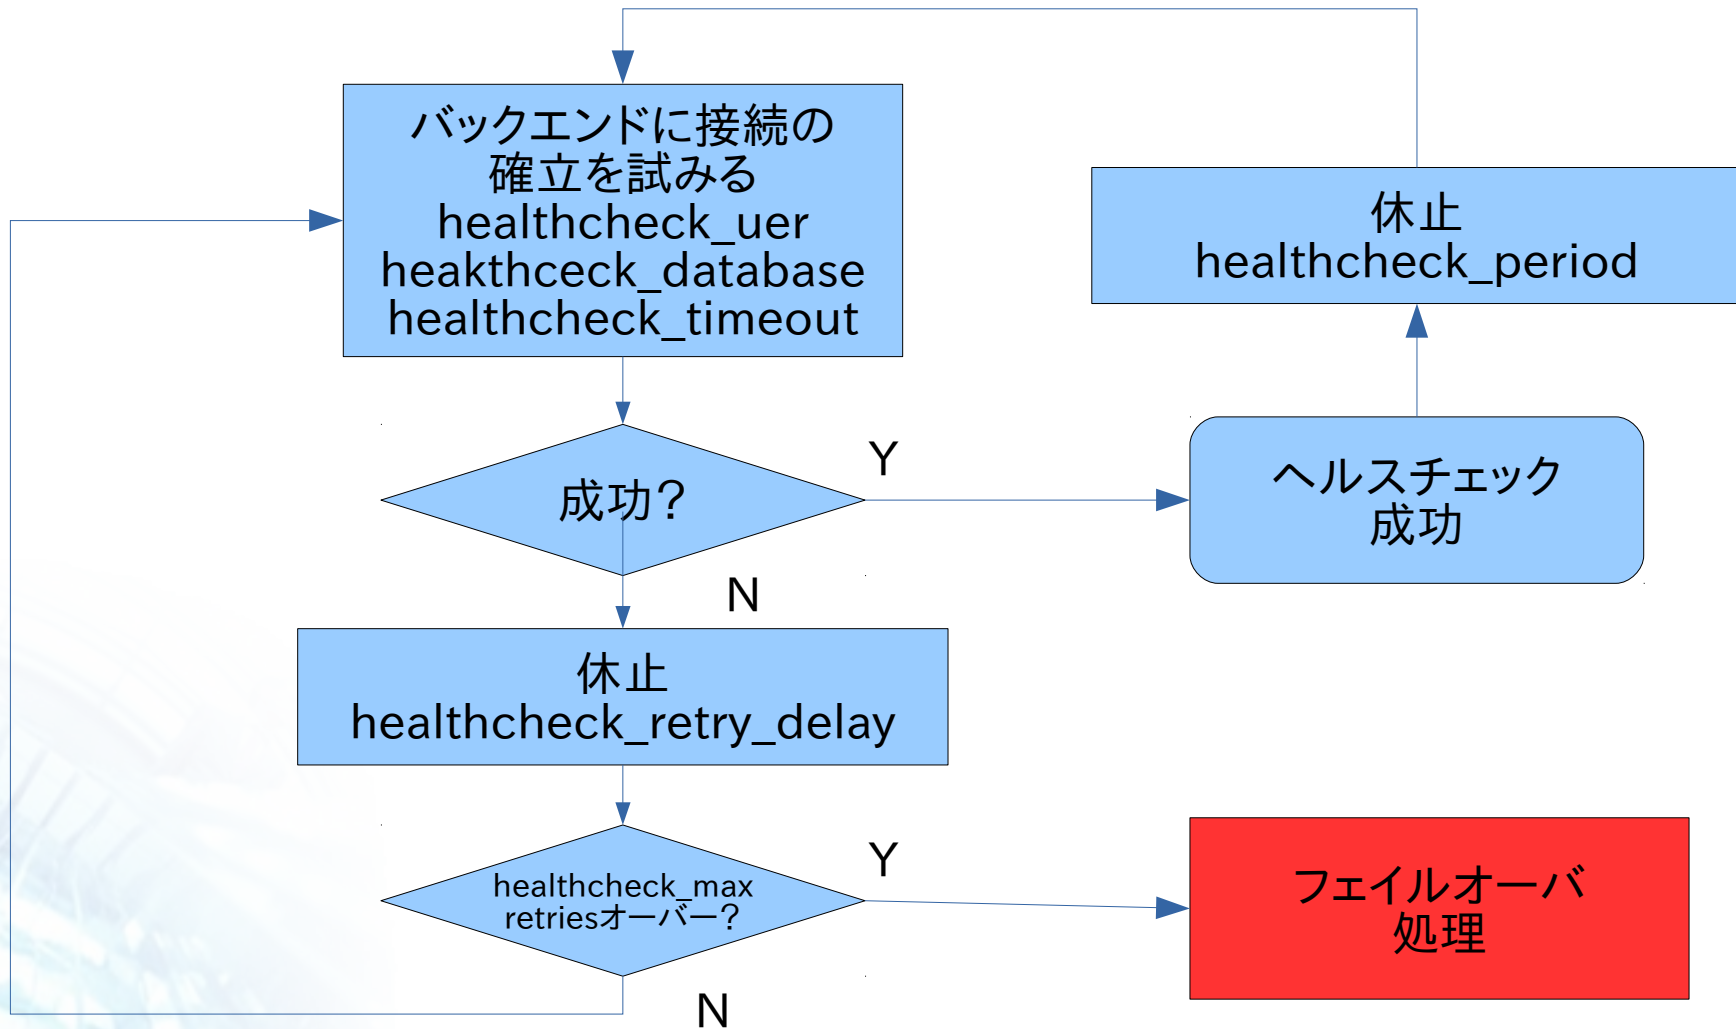 バックエンドに接続の
確立を試みる
healthcheck_uer
heakthceck_database
healthcheck_timeout
休止
healthcheck_period
成功？
Y
ヘルスチェック
成功
N
休止
healthcheck_retry_delay
healthcheck_max
retriesオーバー？
Y
フェイルオーバ
処理
N